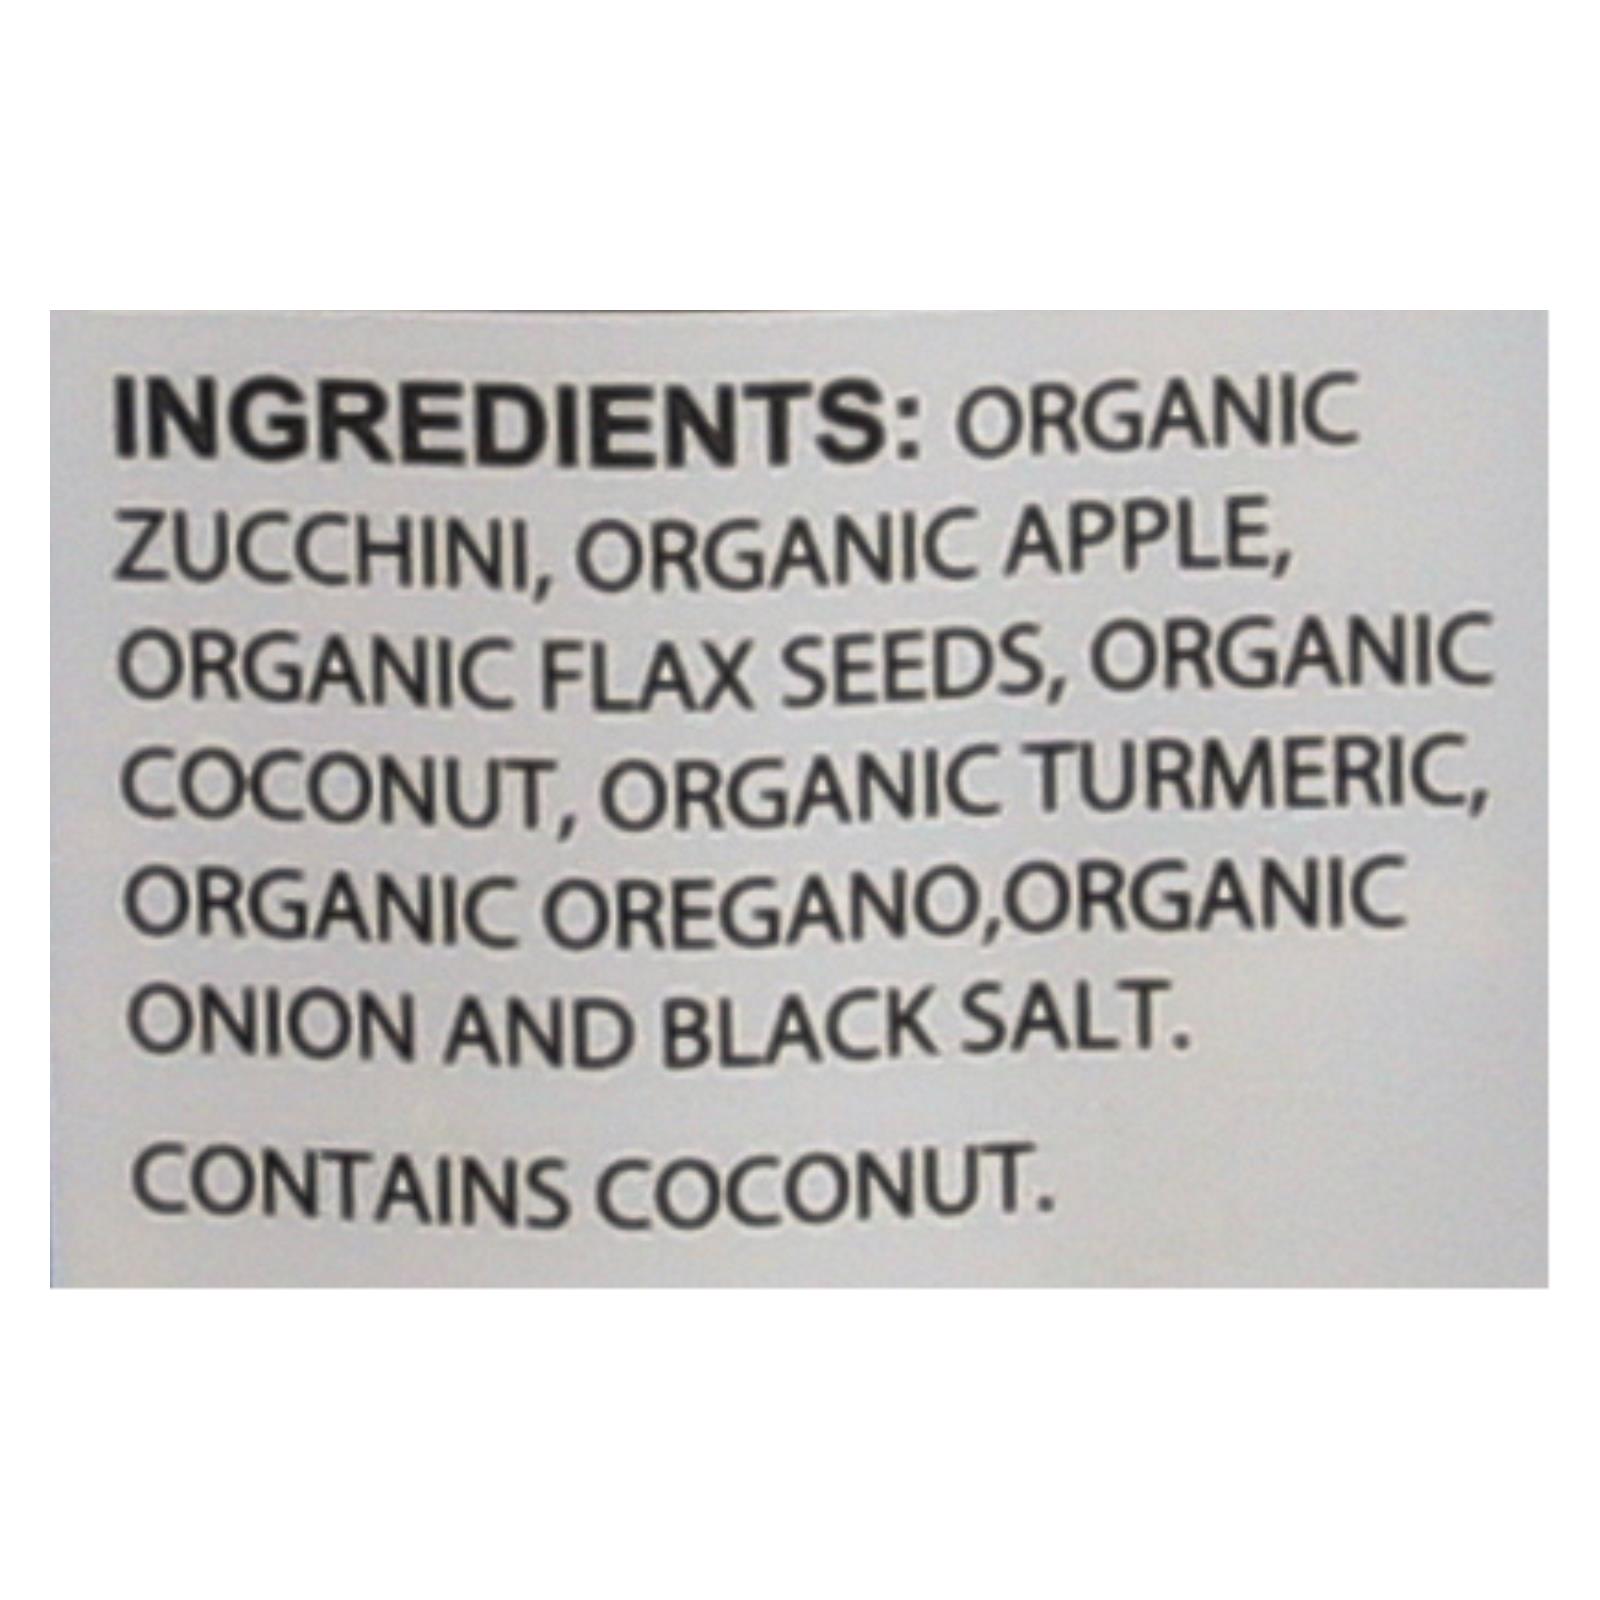 INGREDIENTS: ORGANIC
ZUCCHINI, ORGANIC APPLE,
ORGANIC FLAX SEEDS, ORGANIC
COCONUT, ORGANIC TURMERIC,
ORGANIC OREGANO,ORGANIC
ONION AND BLACK SALT.
CONTAINS COCONUT.